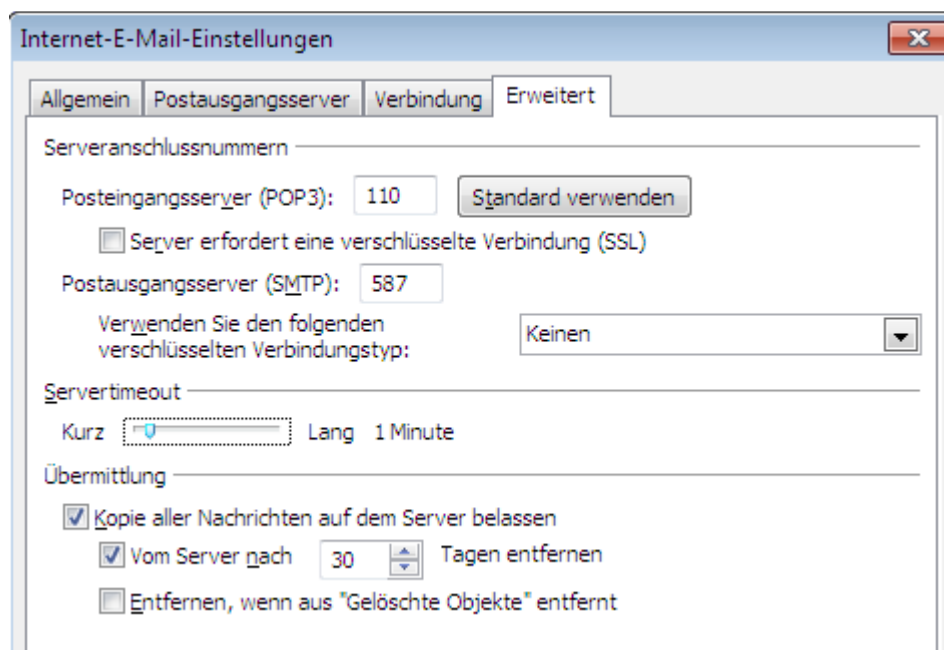 Internet-E-Mail-Einstellungen
Allgemein Postausgangsserver Verbindung Erweitert
Serveranschlussnummern
Posteingangsserver (POP3): 110 Standard verwenden
Server erfordert eine verschlüsselte Verbindung (SSL)
Postausgangsserver (SMTP): 587
Verwenden Sie den folgenden
verschlüsselten Verbindungstyp: Keinen
Servertimeout
Kurz Lang 1 Minute
Übermittlung
Kopie aller Nachrichten auf dem Server belassen
Vom Server nach 30 Tagen entfernen
Entfernen, wenn aus "Gelöschte Objekte" entfernt